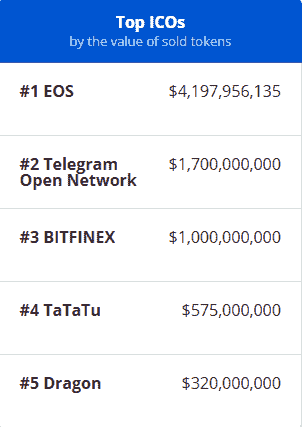 Top ICOs
by the value of sold tokens
#1 EOS $4,197,956,135
#2 Telegram $1,700,000,000
Open Network
#3 BITFINEX $1,000,000,000
#4 TaTaTu $575,000,000
#5 Dragon $320,000,000